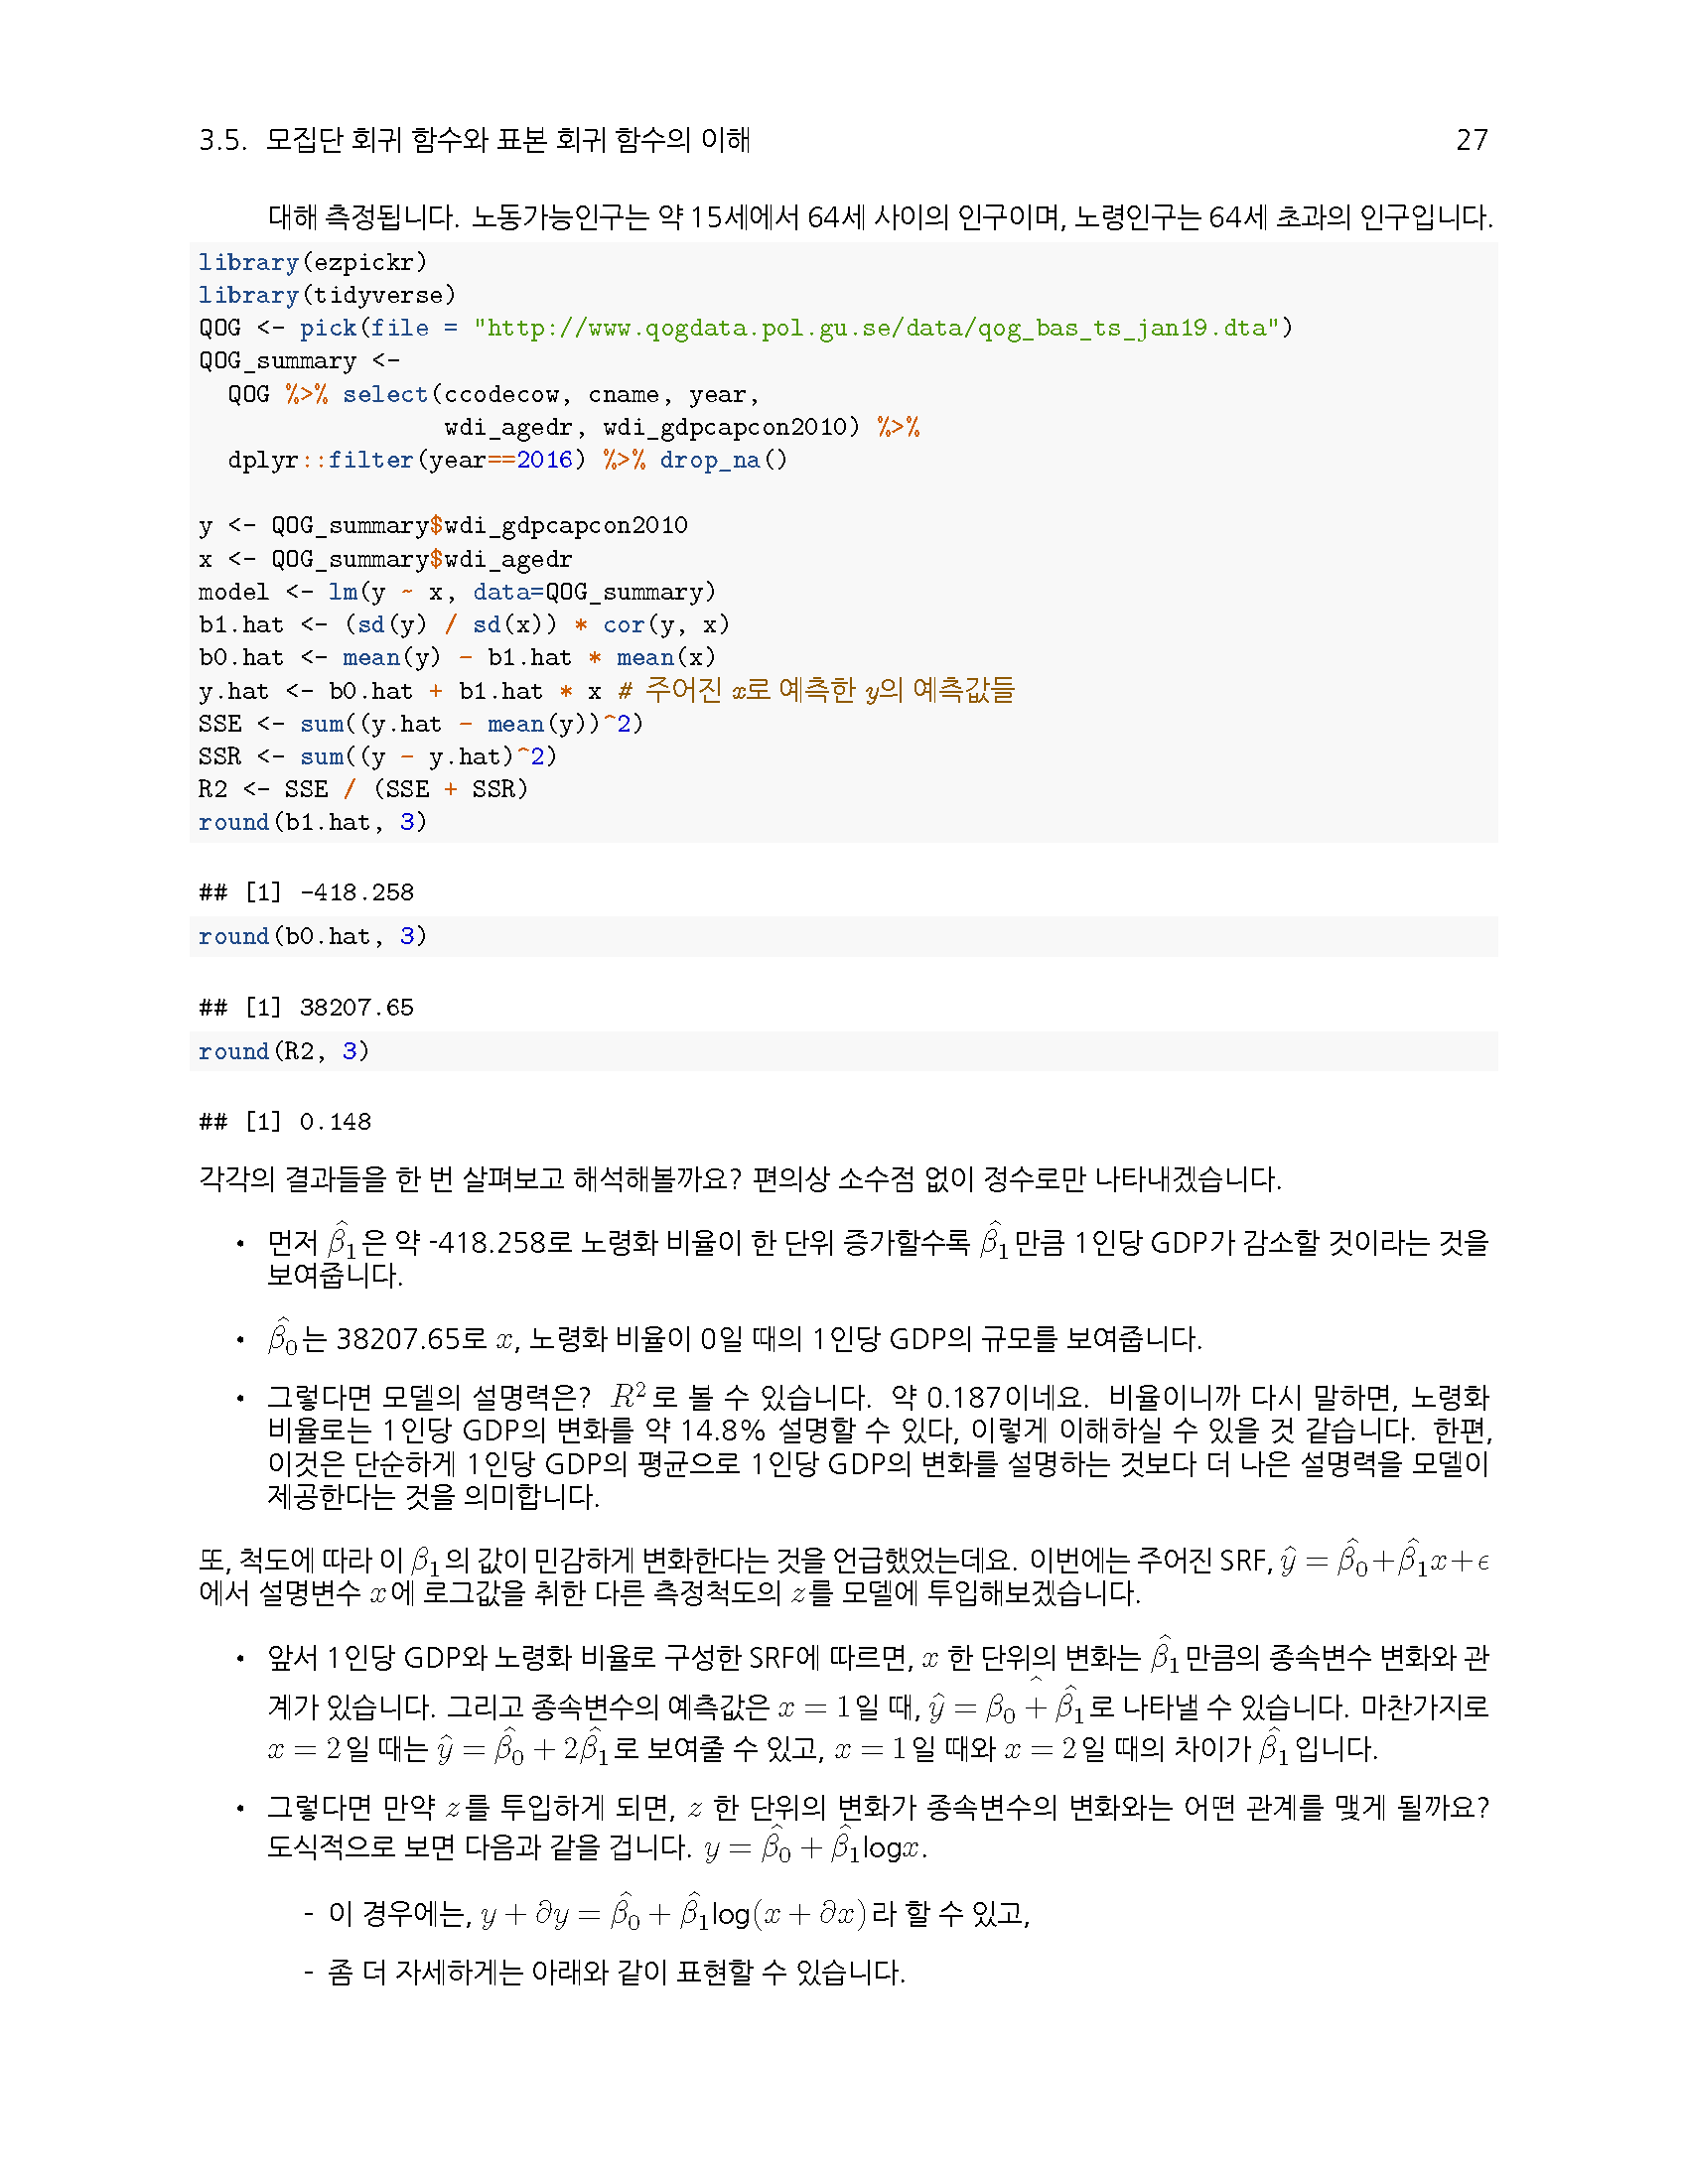 3.5. 모집단 회귀 함수와 표본 회귀 함수의 이해 27
대해 측정됩니다. 노동가능인구는 약 15세에서 64세 사이의 인구이며, 노령인구는 64세 초과의 인구입니다.
library(ezpickr)
library(tidyverse)
QOG <- pick(file = "http://www.qogdata.pol.gu.se/data/qog_bas_ts_jan19.dta")
QOG_summary <-
  QOG %>% select(ccodecow, cname, year,
                 wdi_agedr, wdi_gdpcapcon2010) %>%
  dplyr::filter(year==2016) %>% drop_na()
y <- QOG_summary$wdi_gdpcapcon2010
x <- QOG_summary$wdi_agedr
model <- lm(y ~ x, data=QOG_summary)
b1.hat <- (sd(y) / sd(x)) * cor(y, x)
b0.hat <- mean(y) - b1.hat * mean(x)
y.hat <- b0.hat + b1.hat * x # 주어진 x로 예측한 y의 예측값들
SSE <- sum((y.hat - mean(y))^2)
SSR <- sum((y - y.hat)^2)
R2 <- SSE / (SSE + SSR)
round(b1.hat, 3)
## [1] -418.258
round(b0.hat, 3)
## [1] 38207.65
round(R2, 3)
## [1] 0.148
각각의 결과들을 한 번 살펴보고 해석해볼까요? 편의상 소수점 없이 정수로만 나타내겠습니다.
• 먼저 $\hat{\beta_1}$은 약 -418.258로 노령화 비율이 한 단위 증가할수록 $\hat{\beta_1}$만큼 1인당 GDP가 감소할 것이라는 것을
보여줍니다.
• $\hat{\beta_0}$는 38207.65로 $x$, 노령화 비율이 0일 때의 1인당 GDP의 규모를 보여줍니다.
• 그렇다면 모델의 설명력은? $R^2$로 볼 수 있습니다. 약 0.187이네요. 비율이니까 다시 말하면, 노령화
비율로는 1인당 GDP의 변화를 약 14.8% 설명할 수 있다, 이렇게 이해하실 수 있을 것 같습니다. 한편,
이것은 단순하게 1인당 GDP의 평균으로 1인당 GDP의 변화를 설명하는 것보다 더 나은 설명력을 모델이
제공한다는 것을 의미합니다.
또, 척도에 따라 이 $\beta_1$의 값이 민감하게 변화한다는 것을 언급했었는데요. 이번에는 주어진 SRF, $\hat{y} = \hat{\beta_0}+\hat{\beta_1}x+\epsilon$
에서 설명변수 $x$에 로그값을 취한 다른 측정척도의 $z$를 모델에 투입해보겠습니다.
• 앞서 1인당 GDP와 노령화 비율로 구성한 SRF에 따르면, $x$ 한 단위의 변화는 $\hat{\beta_1}$만큼의 종속변수 변화와 관
계가 있습니다. 그리고 종속변수의 예측값은 $x = 1$일 때, $\hat{y} = \hat{\beta_0 + \hat{\beta_1}}$로 나타낼 수 있습니다. 마찬가지로
$x = 2$일 때는 $\hat{y} = \hat{\beta_0} + 2\hat{\beta_1}$로 보여줄 수 있고, $x = 1$일 때와 $x = 2$일 때의 차이가 $\hat{\beta_1}$입니다.
• 그렇다면 만약 $z$를 투입하게 되면, $z$ 한 단위의 변화가 종속변수의 변화와는 어떤 관계를 맺게 될까요?
도식적으로 보면 다음과 같을 겁니다. $y = \hat{\beta_0} + \hat{\beta_1}\text{log}x$.
- 이 경우에는, $y + \partial y = \hat{\beta_0} + \hat{\beta_1}\text{log}(x + \partial x)$라 할 수 있고,
- 좀 더 자세하게는 아래와 같이 표현할 수 있습니다.